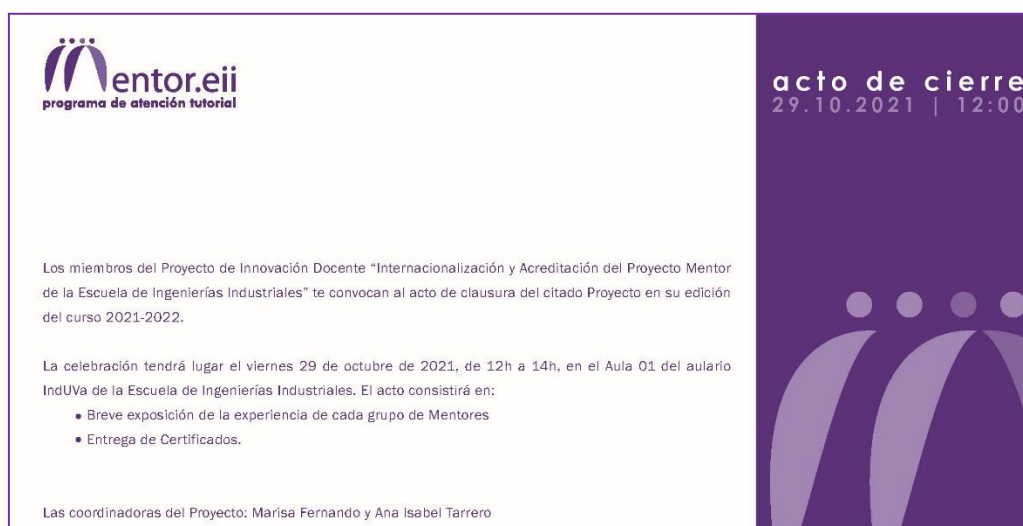 Mentor.eii
programa de atención tutorial
acto de cierre
29.10.2021 | 12:00
Los miembros del Proyecto de Innovación Docente “Internacionalización y Acreditación del Proyecto Mentor
de la Escuela de Ingenierías Industriales” te convocan al acto de clausura del citado Proyecto en su edición
del curso 2021-2022.
La celebración tendrá lugar el viernes 29 de octubre de 2021, de 12h a 14h, en el Aula 01 del aulario
IndUVa de la Escuela de Ingenierías Industriales. El acto consistirá en:
• Breve exposición de la experiencia de cada grupo de Mentores
• Entrega de Certificados.
Las coordinadoras del Proyecto: Marisa Fernando y Ana Isabel Tarrero